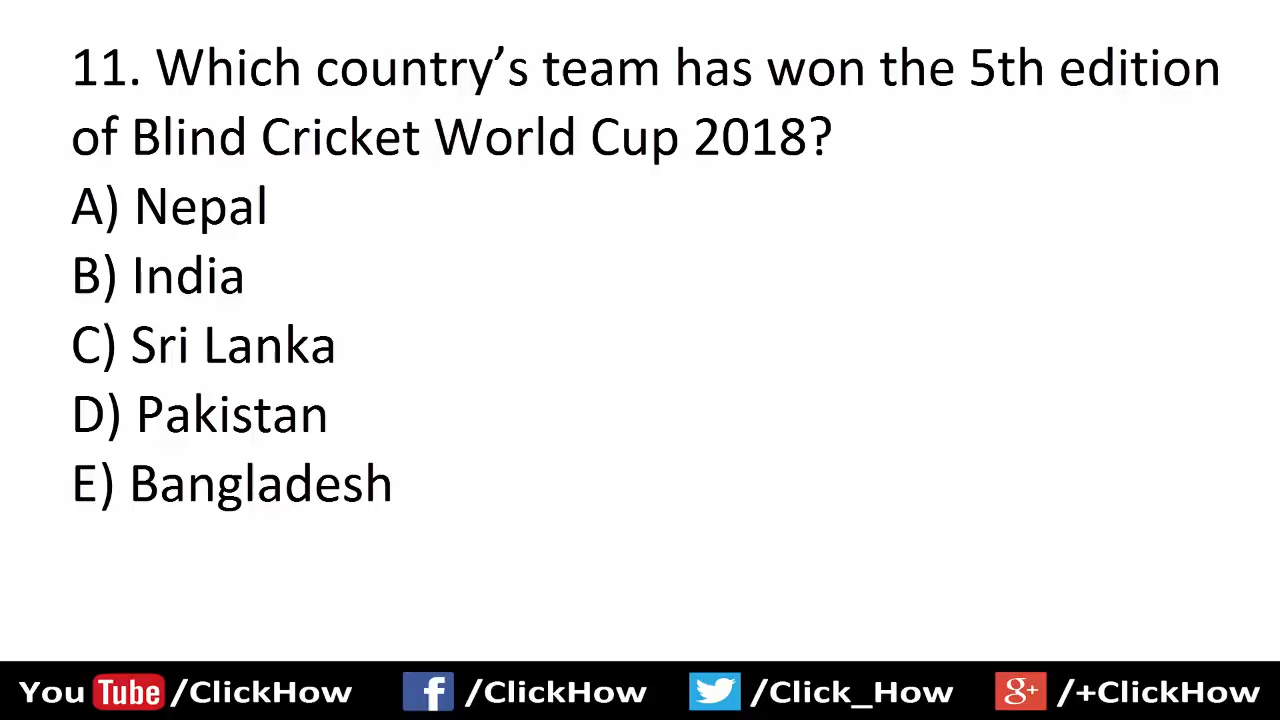 11. Which country’s team has won the 5th edition
of Blind Cricket World Cup 2018?
A) Nepal
B) India
C) Sri Lanka
D) Pakistan
E) Bangladesh
You Tube /ClickHow f /ClickHow /Click_How g+ /+ClickHow